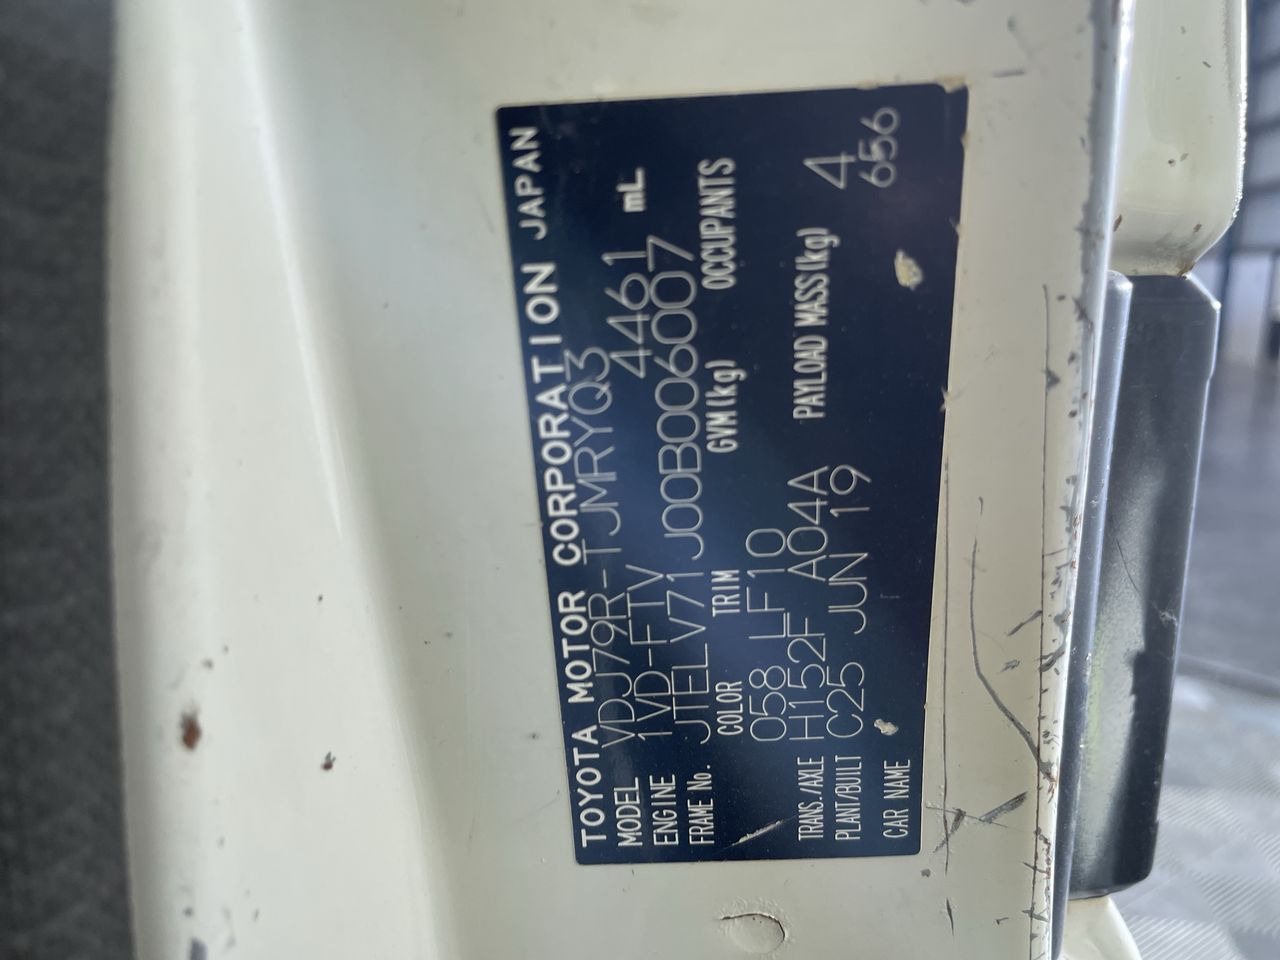 TOYOTA MOTOR CORPORATION JAPAN
MODEL VDJ79R-TJMRYQ3
ENGINE 1VD-FTV 4461 mL
FRAME No. JTELV71J00B006007
COLOR TRIM GVM(kg) OCCUPANTS
058 LF10 4
TRANS./AXLE H152F A04A PAYLOAD MASS(kg) 656
PLANT/BUILT C25 JUN 19
CAR NAME